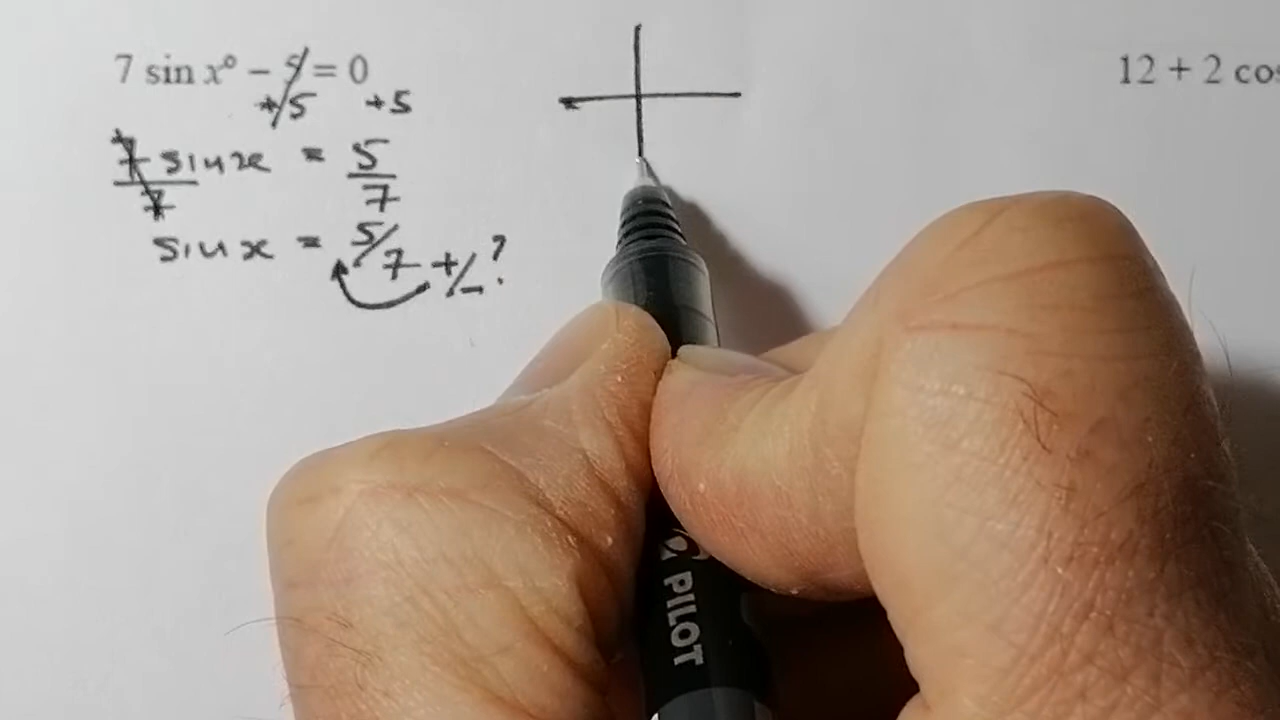 7 sin x° − 5 = 0
+5 +5
7 sin x = 5
7 7
sin x = 5/7 +/-?
12 + 2 cos
PILOT